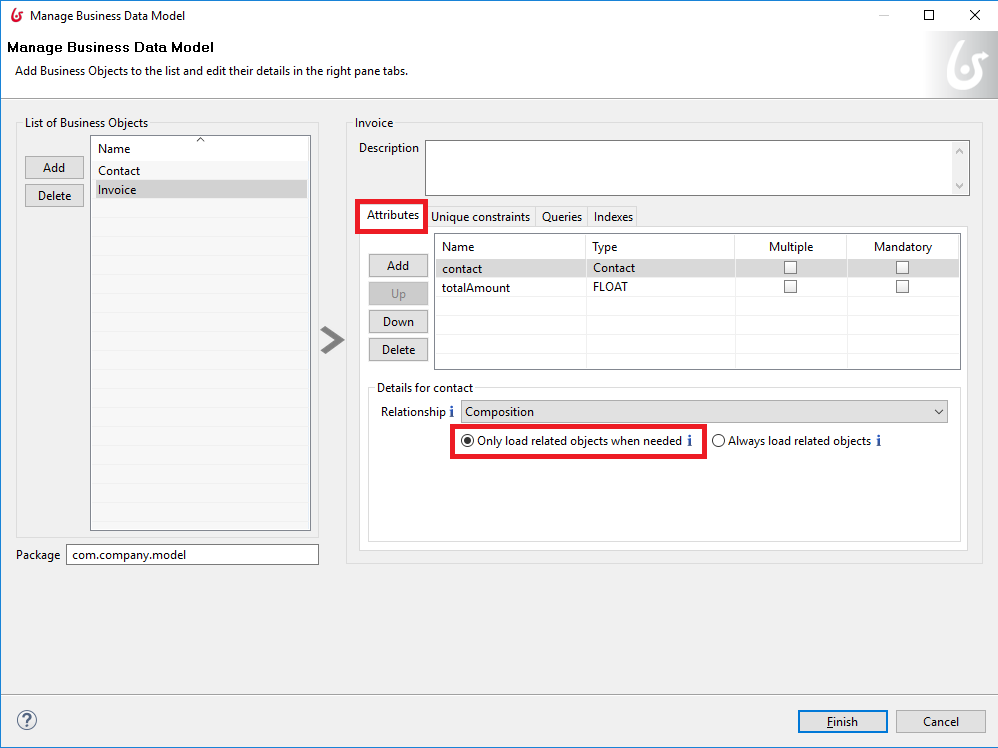 Manage Business Data Model
Manage Business Data Model
Add Business Objects to the list and edit their details in the right pane tabs.
List of Business Objects
Add
Delete
Name
Contact
Invoice
Package com.company.model
Invoice
Description
Attributes Unique constraints Queries Indexes
Add
Up
Down
Delete
Name Type Multiple Mandatory
contact Contact
totalAmount FLOAT
Details for contact
Relationship i Composition
Only load related objects when needed i Always load related objects i
? Finish Cancel